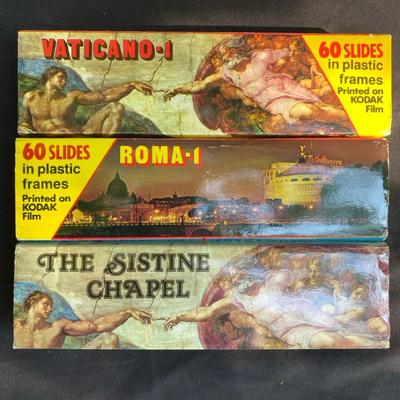 VATICANO-1
60 SLIDES
in plastic
frames
Printed on
KODAK
Film
60 SLIDES
in plastic
frames
Printed on
KODAK
Film
ROMA-1
THE SISTINE
CHAPEL